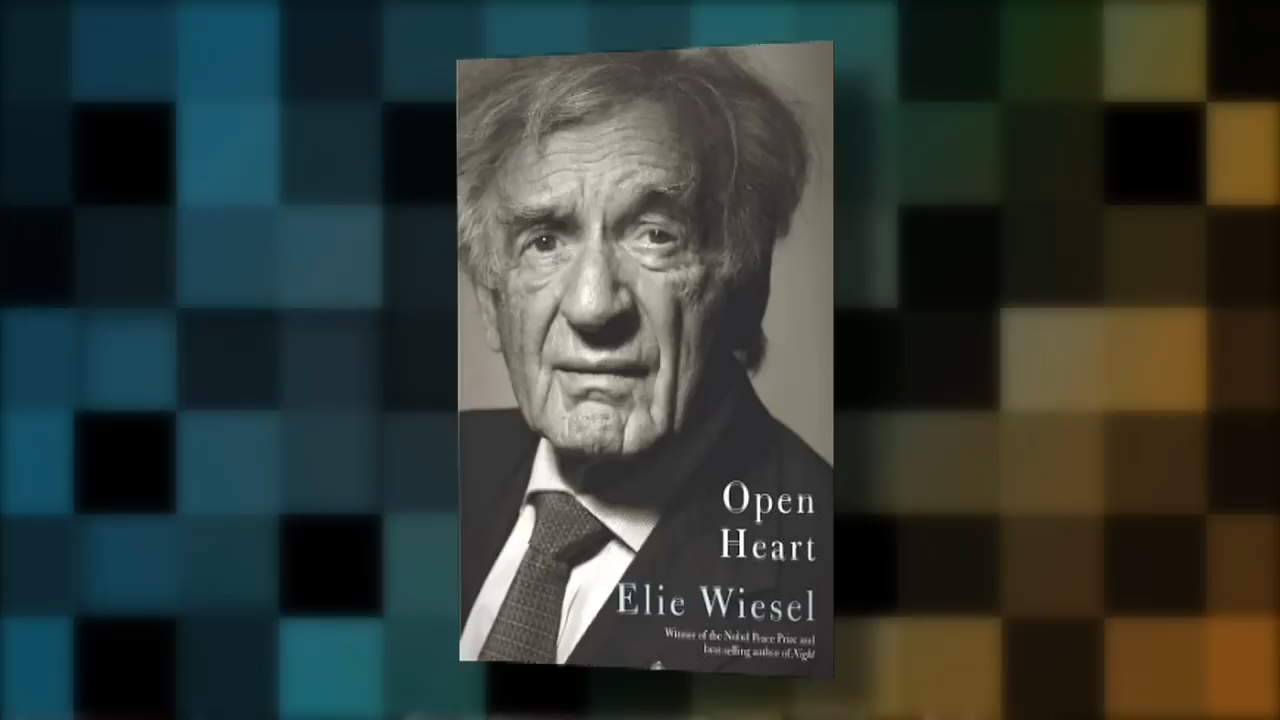 Open
Heart
Elie Wiesel
Winner of the Nobel Peace Prize and
best-selling author of Night